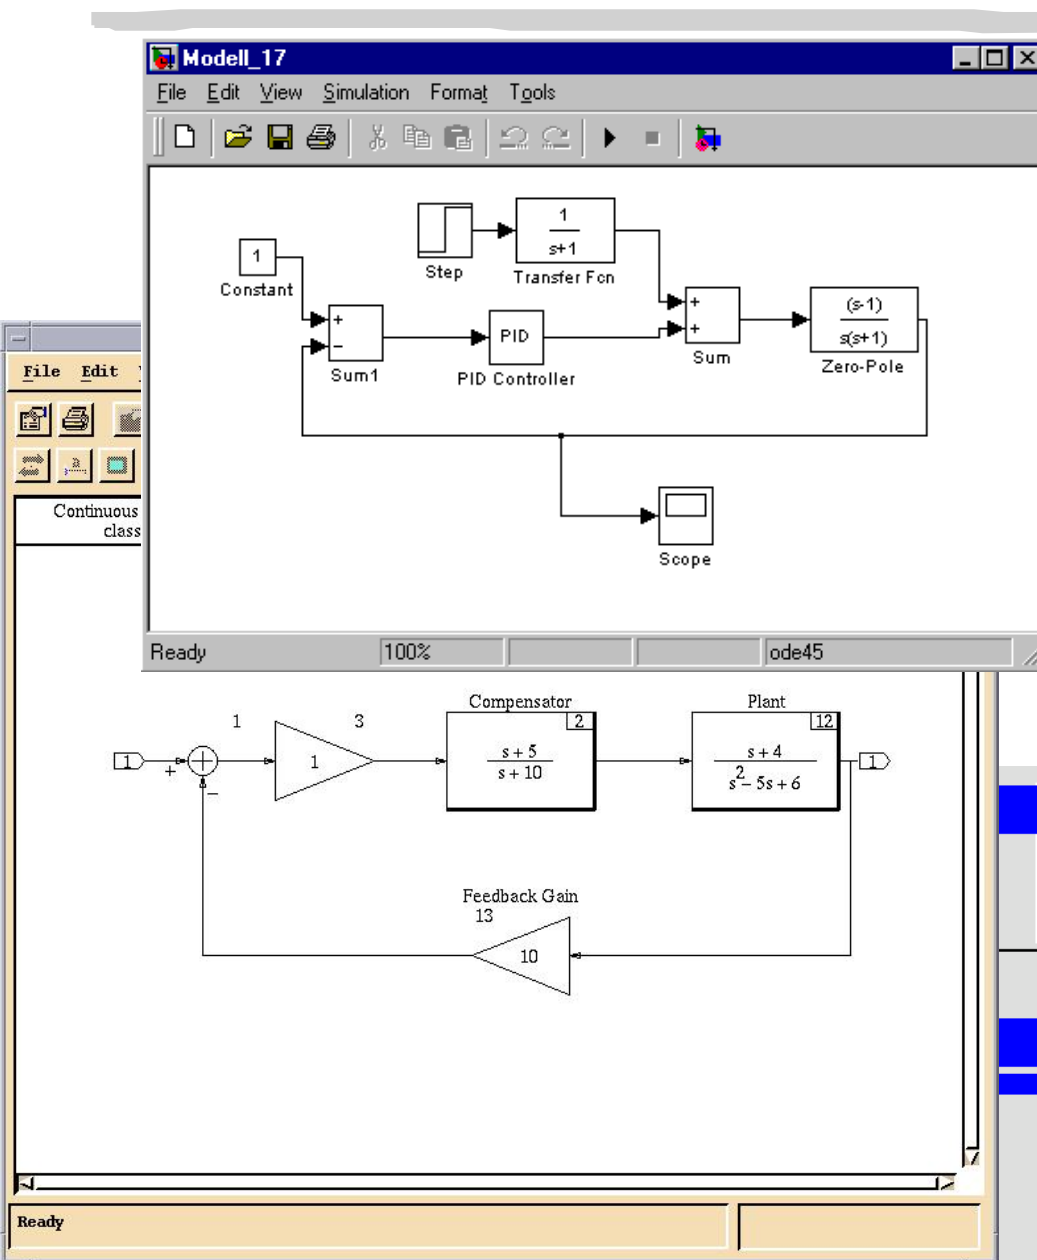 Modell_17
File Edit View Simulation Format Tools
1
s+1
Step
Transfer Fcn
1
Constant
+
−
Sum1
PID
PID Controller
+
+
Sum
(s-1)
s(s+1)
Zero-Pole
Scope
Ready 100% ode45
File Edit
a
Continuous
class
Compensator Plant
1 3 2 12
1 + − 1
s + 5
s + 10
s + 4
s2 − 5s + 6
1
Feedback Gain
13
10
Ready